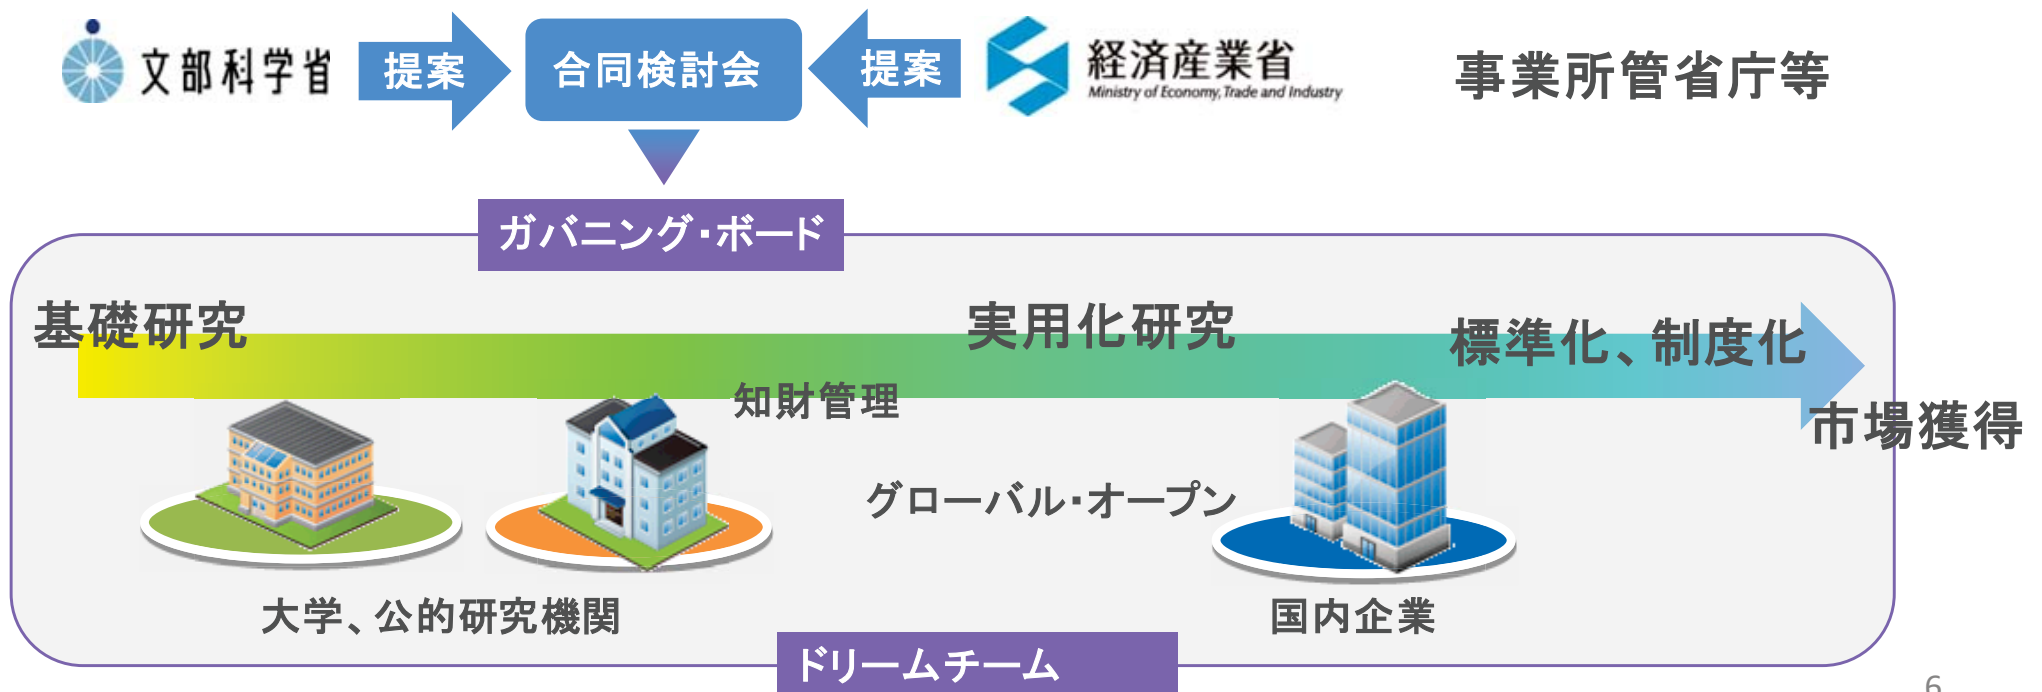 文部科学省
提案
合同検討会
提案
経済産業省
Ministry of Economy, Trade and Industry
事業所管省庁等
ガバニング・ボード
基礎研究
実用化研究
標準化、制度化
知財管理
市場獲得
グローバル・オープン
大学、公的研究機関
国内企業
ドリームチーム
6